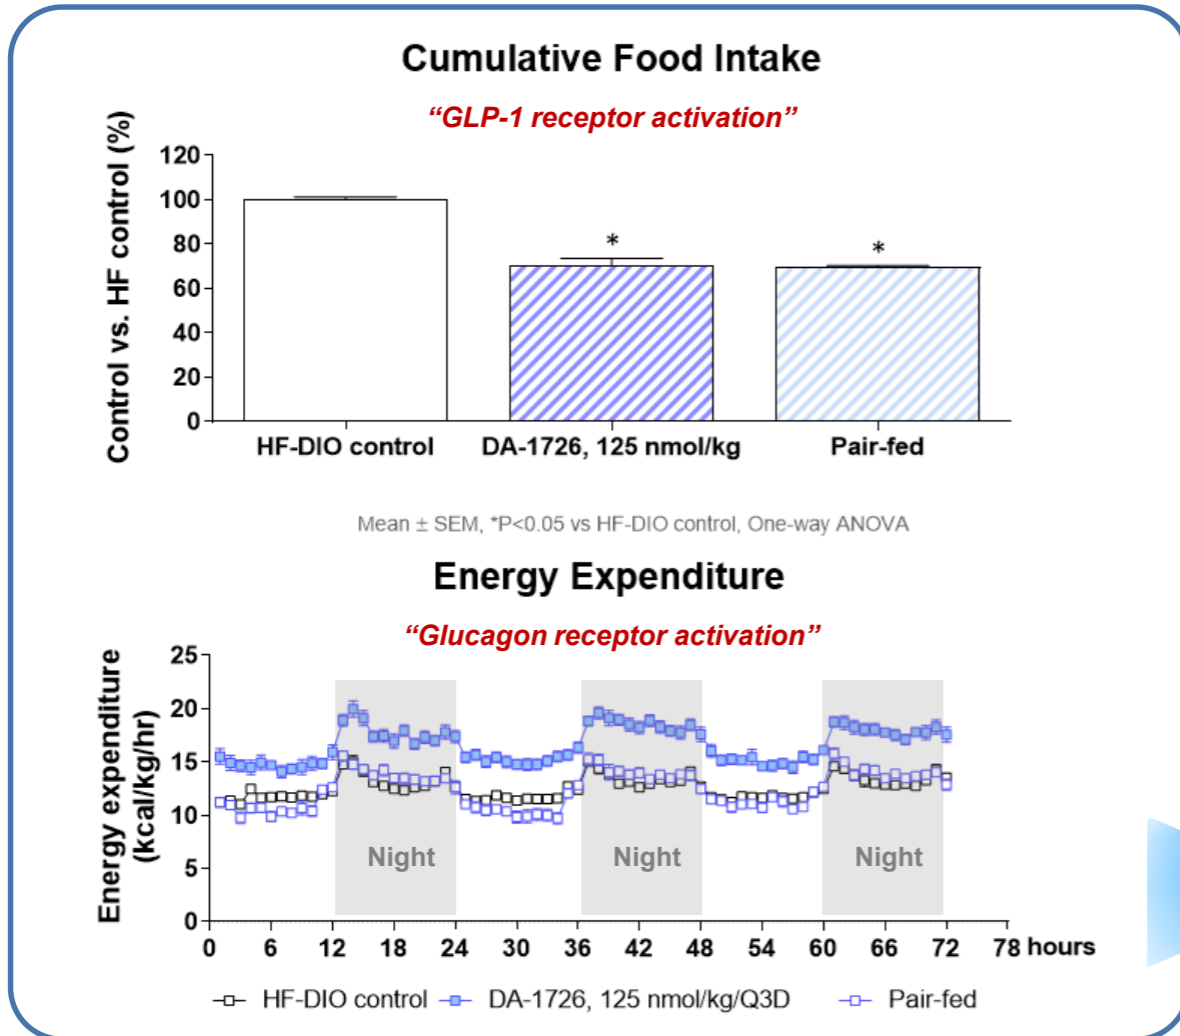 Cumulative Food Intake
“GLP-1 receptor activation”
Control vs. HF control (%)
120
100
80
60
40
20
0
*
*
HF-DIO control
DA-1726, 125 nmol/kg
Pair-fed
Mean ± SEM, *P<0.05 vs HF-DIO control, One-way ANOVA
Energy Expenditure
“Glucagon receptor activation”
Energy expenditure
(kcal/kg/hr)
25
20
15
10
5
0
Night
Night
Night
0 6 12 18 24 30 36 42 48 54 60 66 72 78 hours
HF-DIO control DA-1726, 125 nmol/kg/Q3D Pair-fed